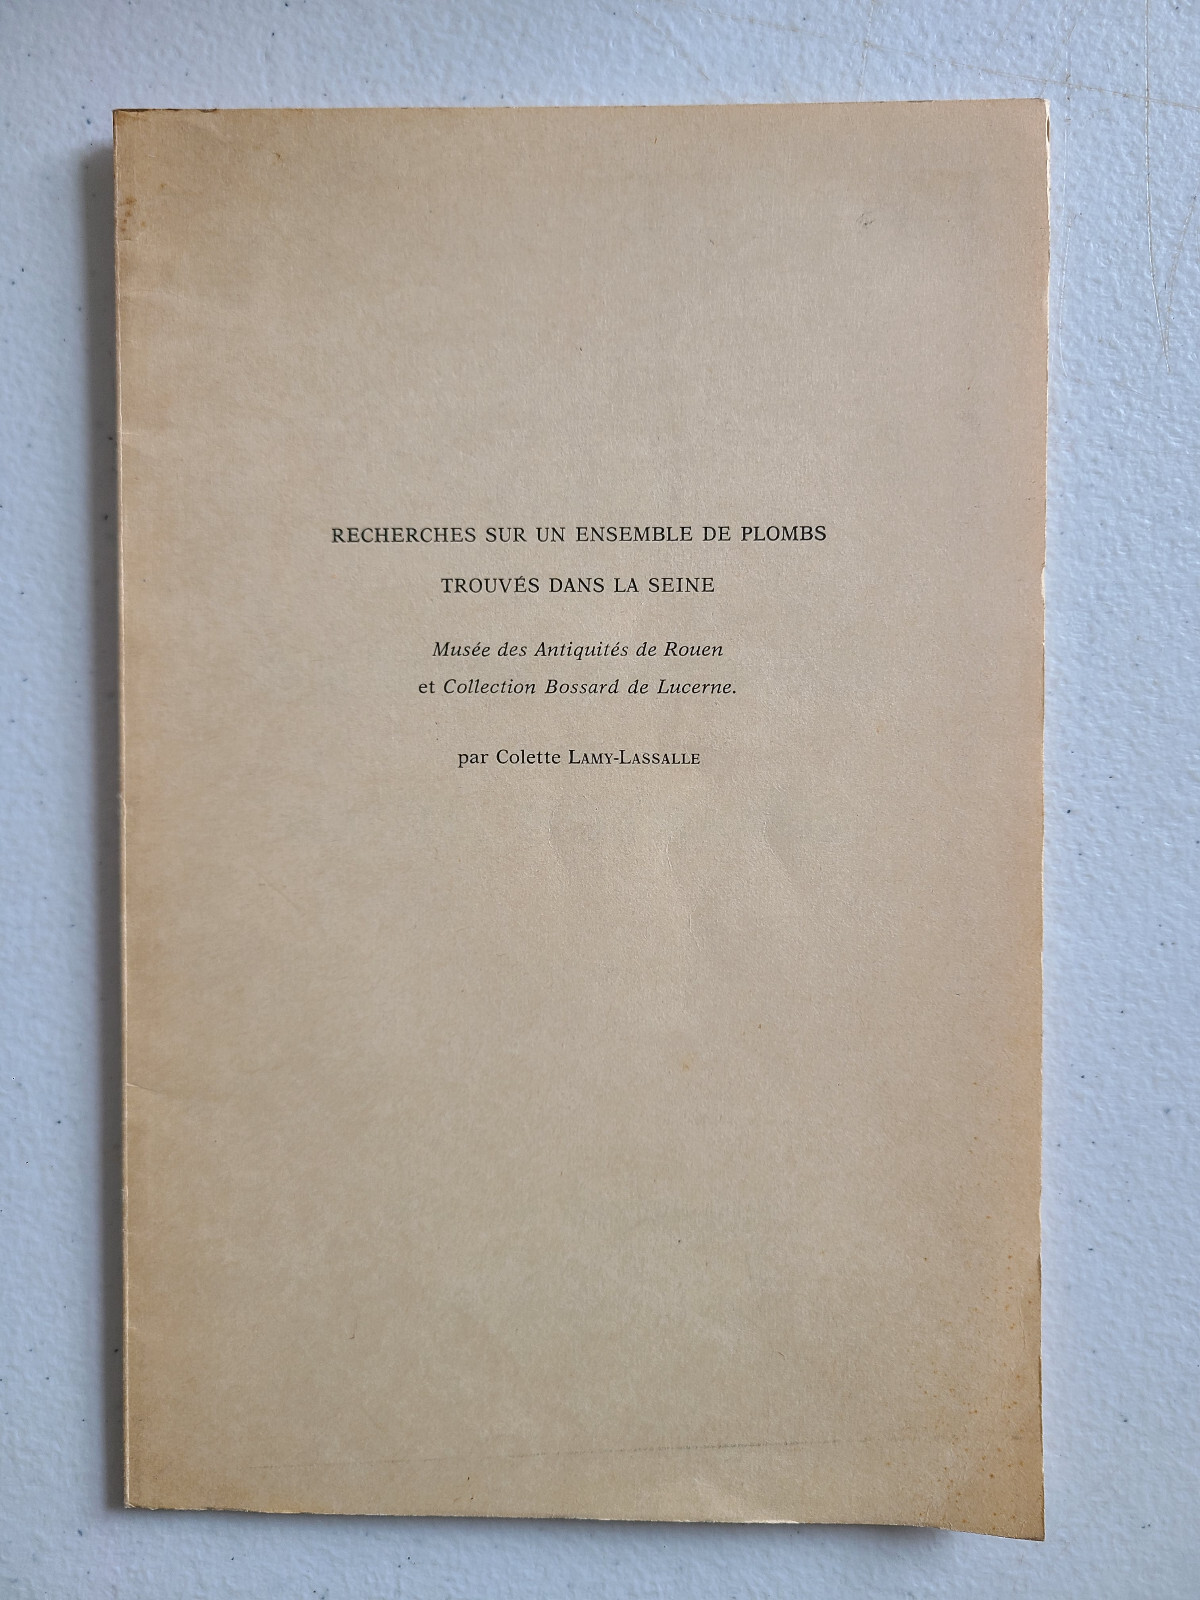 RECHERCHES SUR UN ENSEMBLE DE PLOMBS
TROUVÉS DANS LA SEINE
Musée des Antiquités de Rouen
et Collection Bossard de Lucerne.
par Colette LAMY-LASSALLE